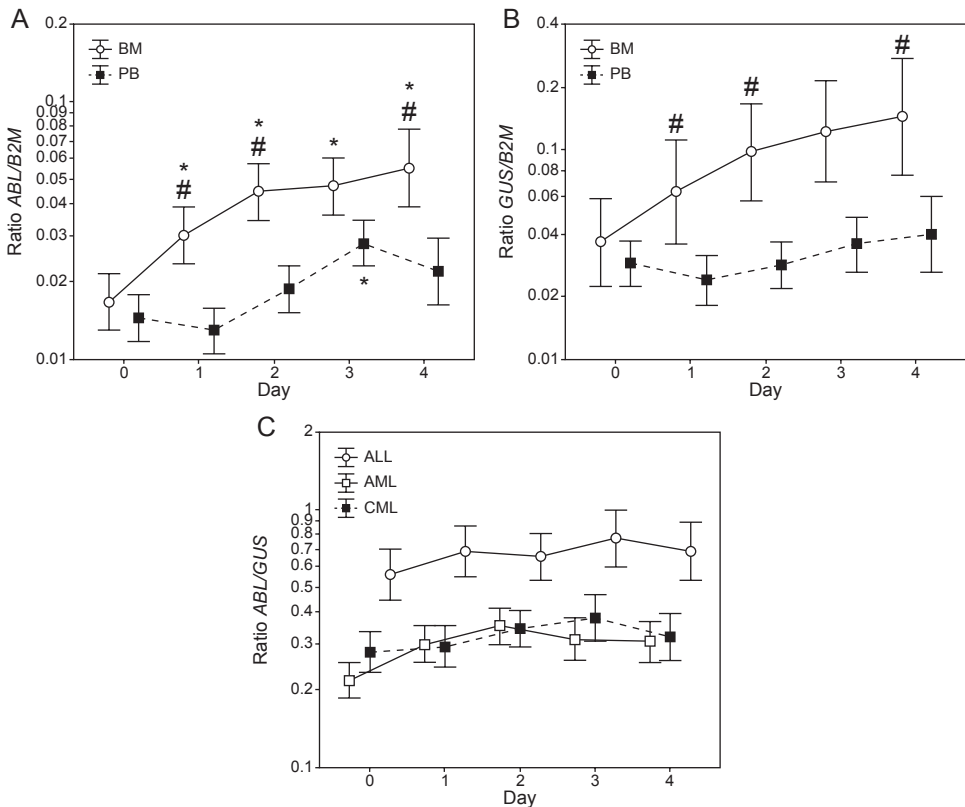 A
B
0.2
0.1
0.09
0.08
0.07
0.06
0.05
0.04
0.03
0.02
0.01
Ratio ABL/B2M
BM
PB
*
#
*
#
*
*
#
*
0 1 2 3 4
Day
0.4
0.2
0.1
0.06
0.04
0.02
0.01
Ratio GUS/B2M
BM
PB
#
#
#
0 1 2 3 4
Day
C
2
1
0.9
0.8
0.7
0.6
0.5
0.4
0.3
0.2
0.1
Ratio ABL/GUS
ALL
AML
CML
0 1 2 3 4
Day